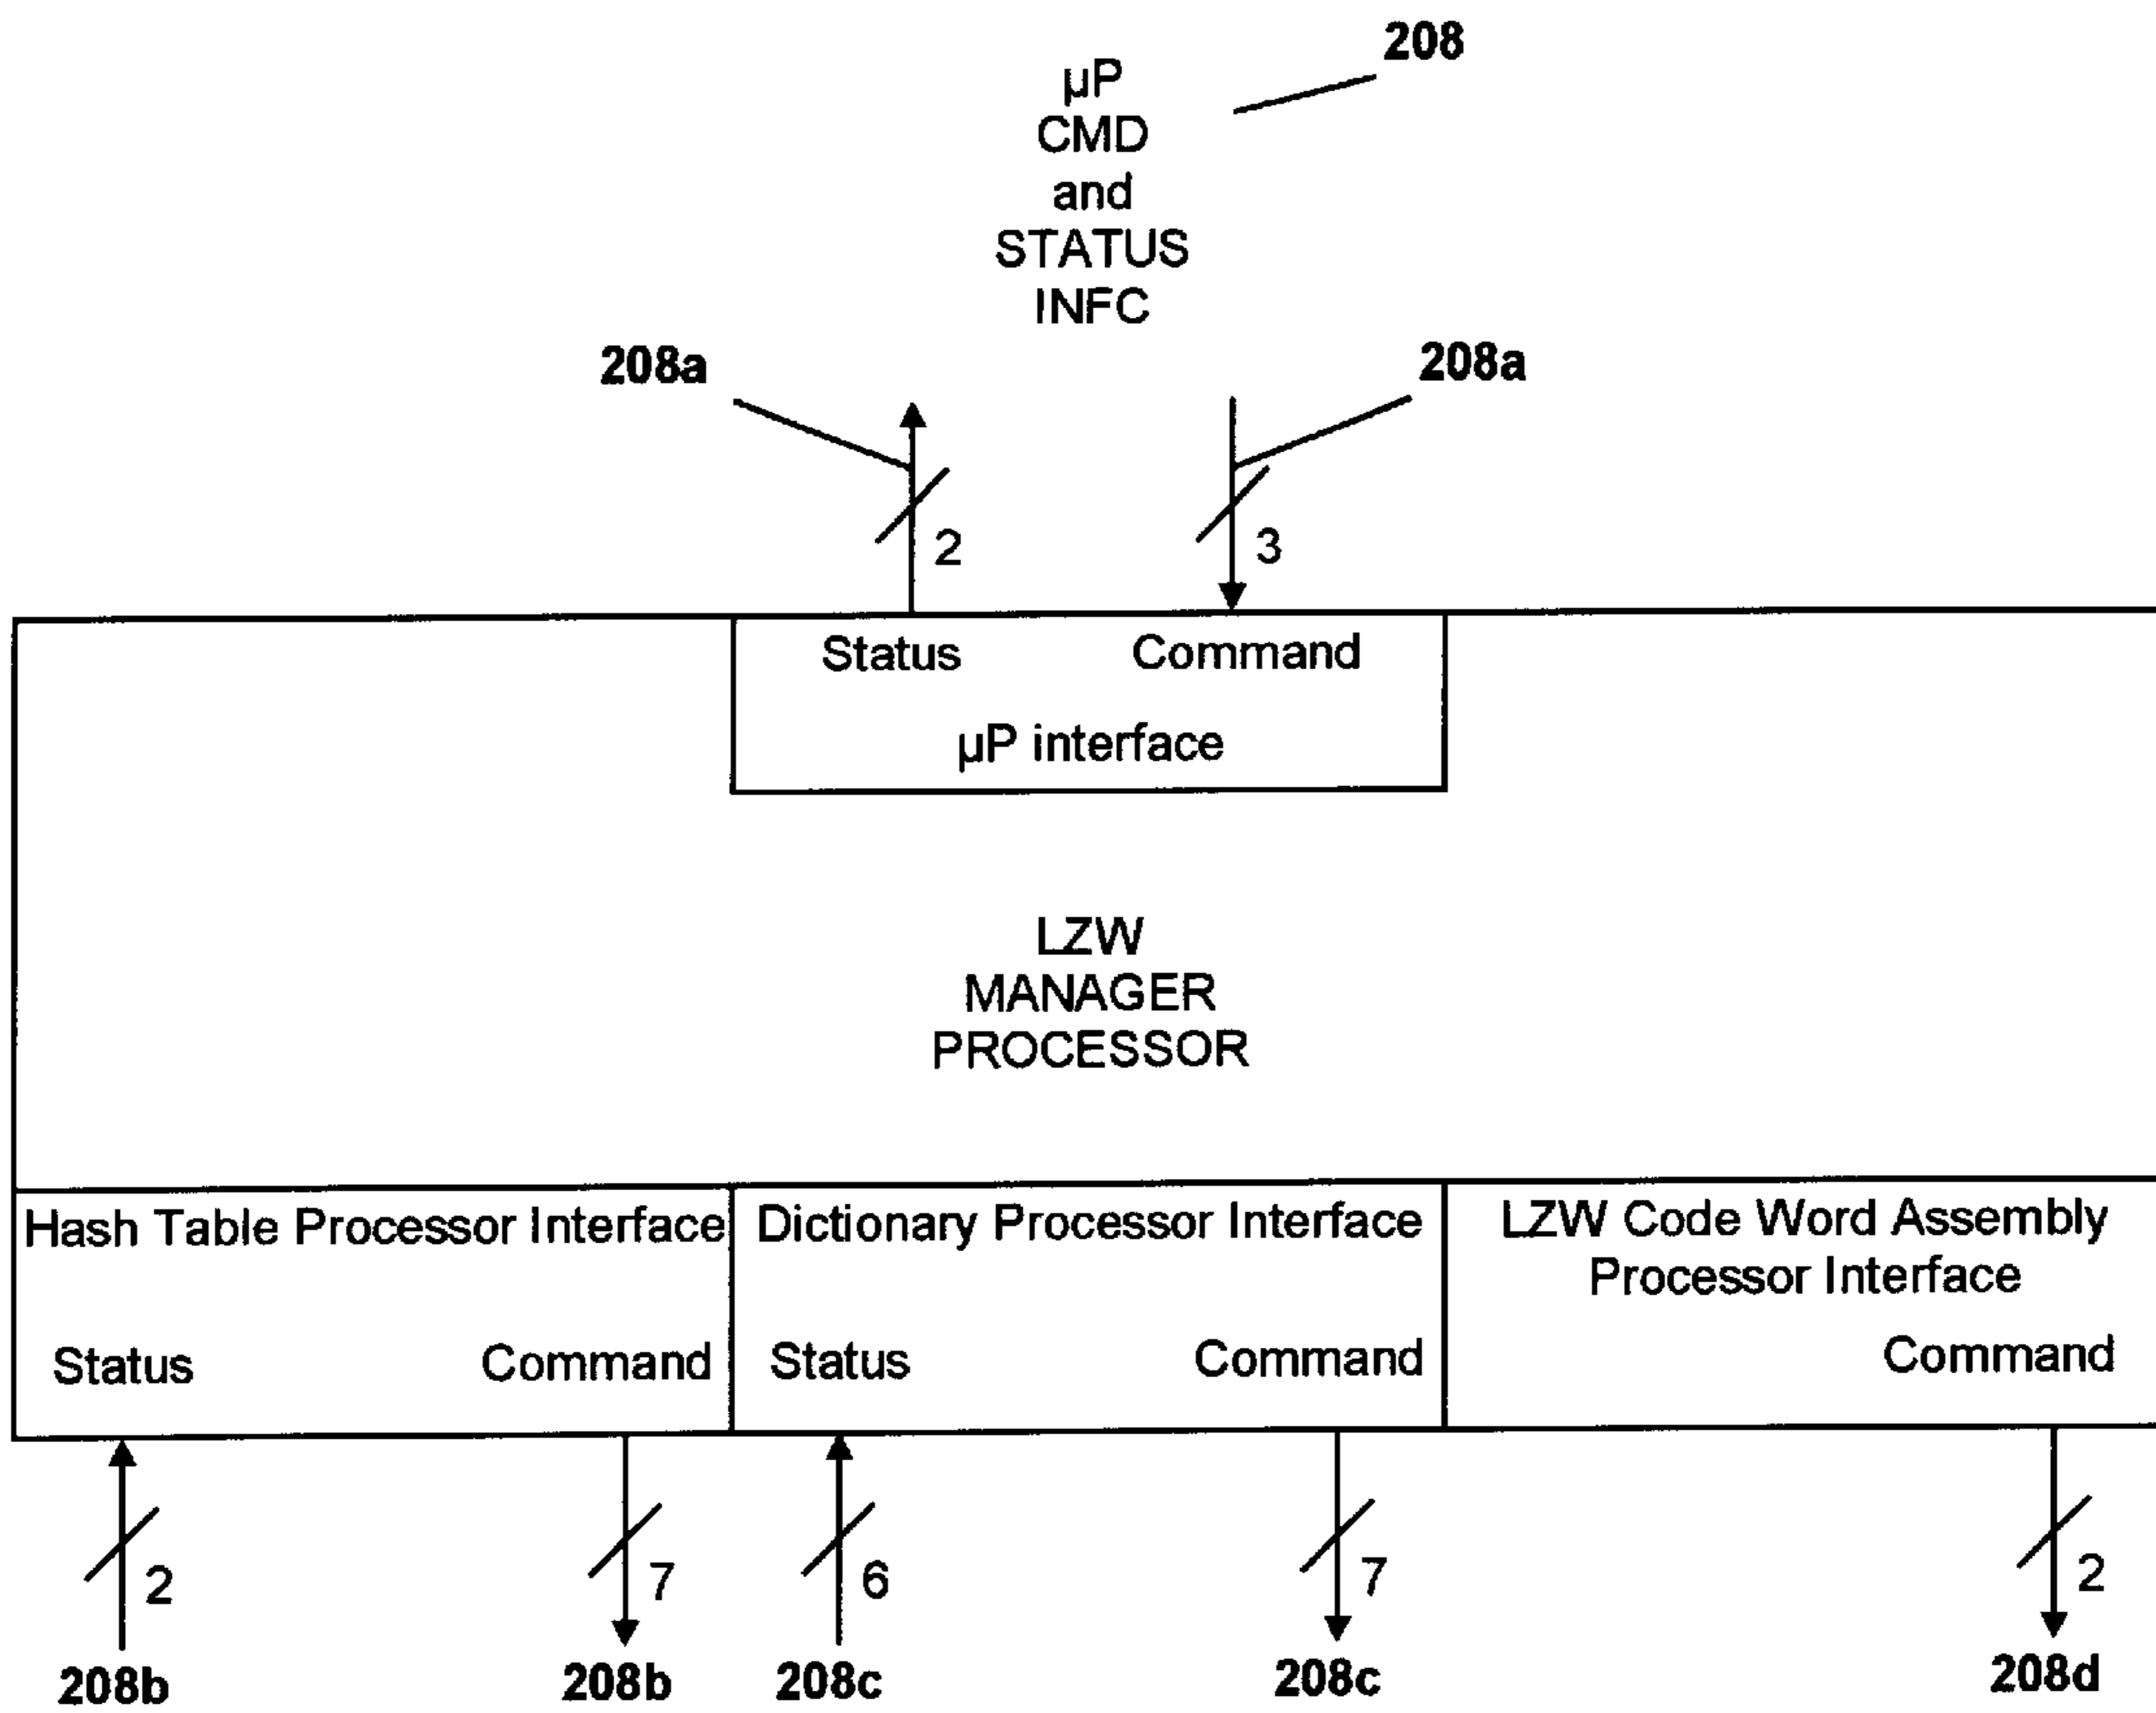 208
µP
CMD
and
STATUS
INFC
208a
208a
2
3
Status
Command
µP interface
LZW
MANAGER
PROCESSOR
Hash Table Processor Interface
Status
Command
Dictionary Processor Interface
Status
Command
LZW Code Word Assembly
Processor Interface
Command
2
7
6
7
2
208b
208b
208c
208c
208d